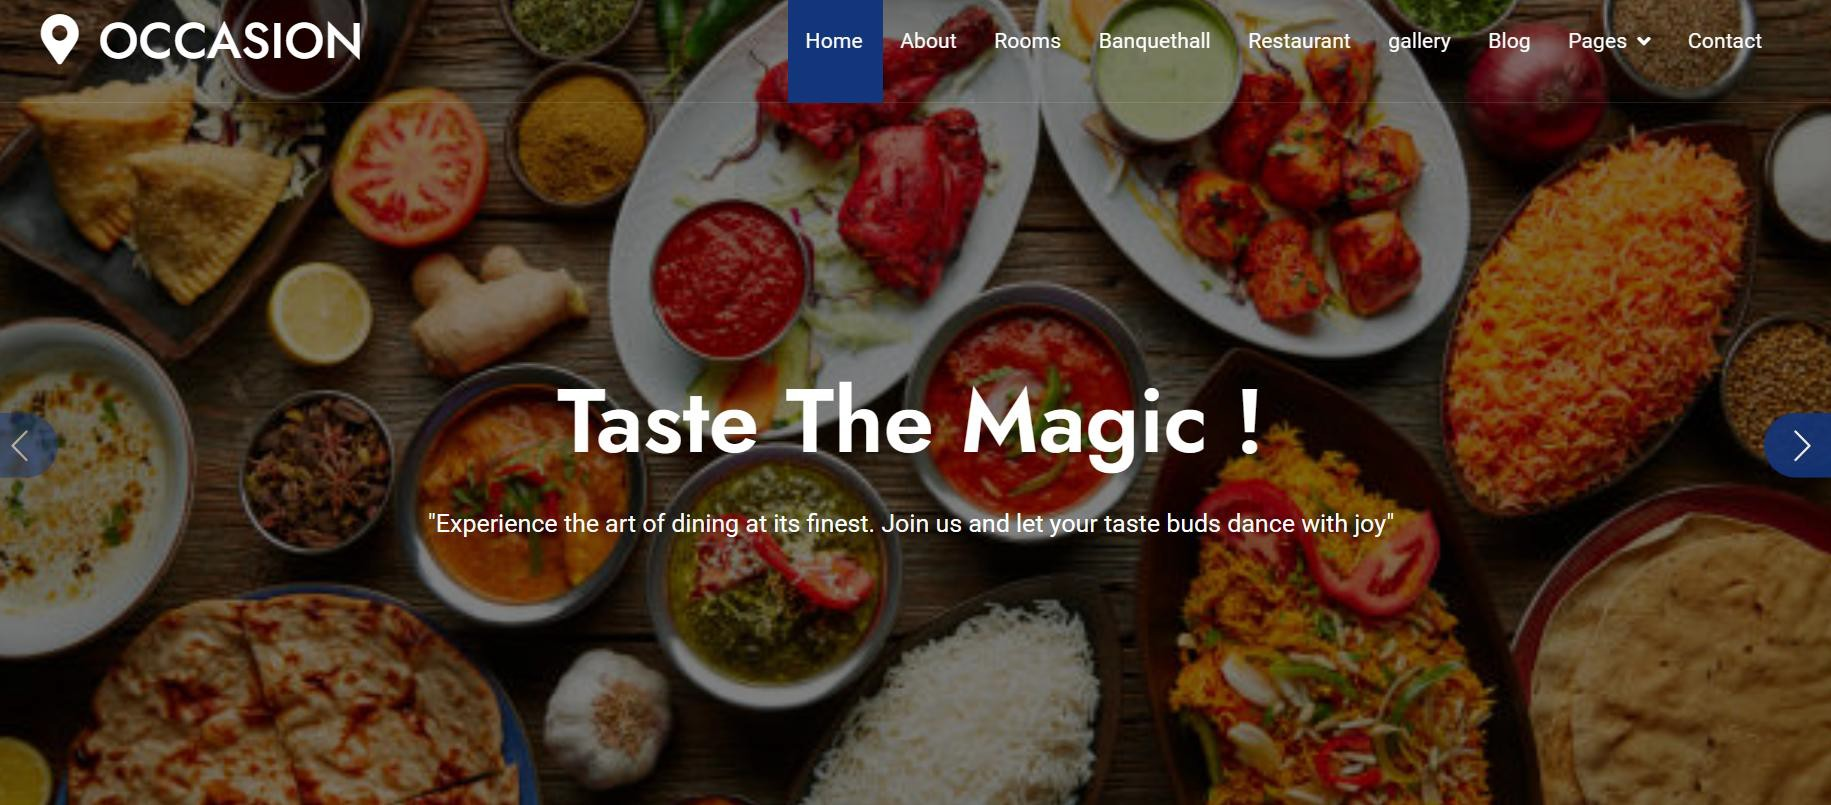 OCCASION
Home About Rooms Banquethall Restaurant gallery Blog Pages Contact
Taste The Magic !
"Experience the art of dining at its finest. Join us and let your taste buds dance with joy"